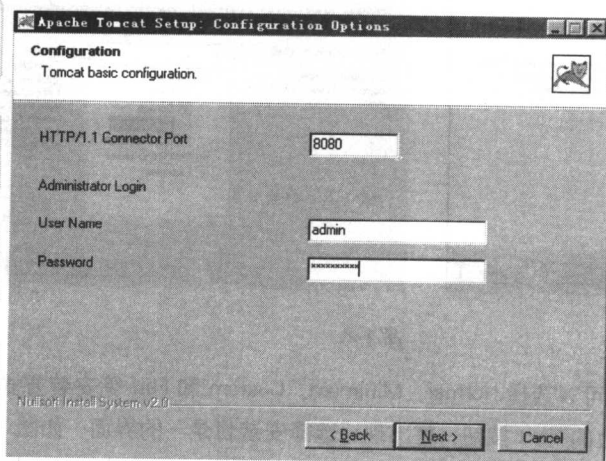 Apache Tomcat Setup: Configuration Options
Configuration
Tomcat basic configuration.
HTTP/1.1 Connector Port
8080
Administrator Login
User Name
admin
Password
××××××××××
Nullsoft Install System v2.0
< Back
Next >
Cancel